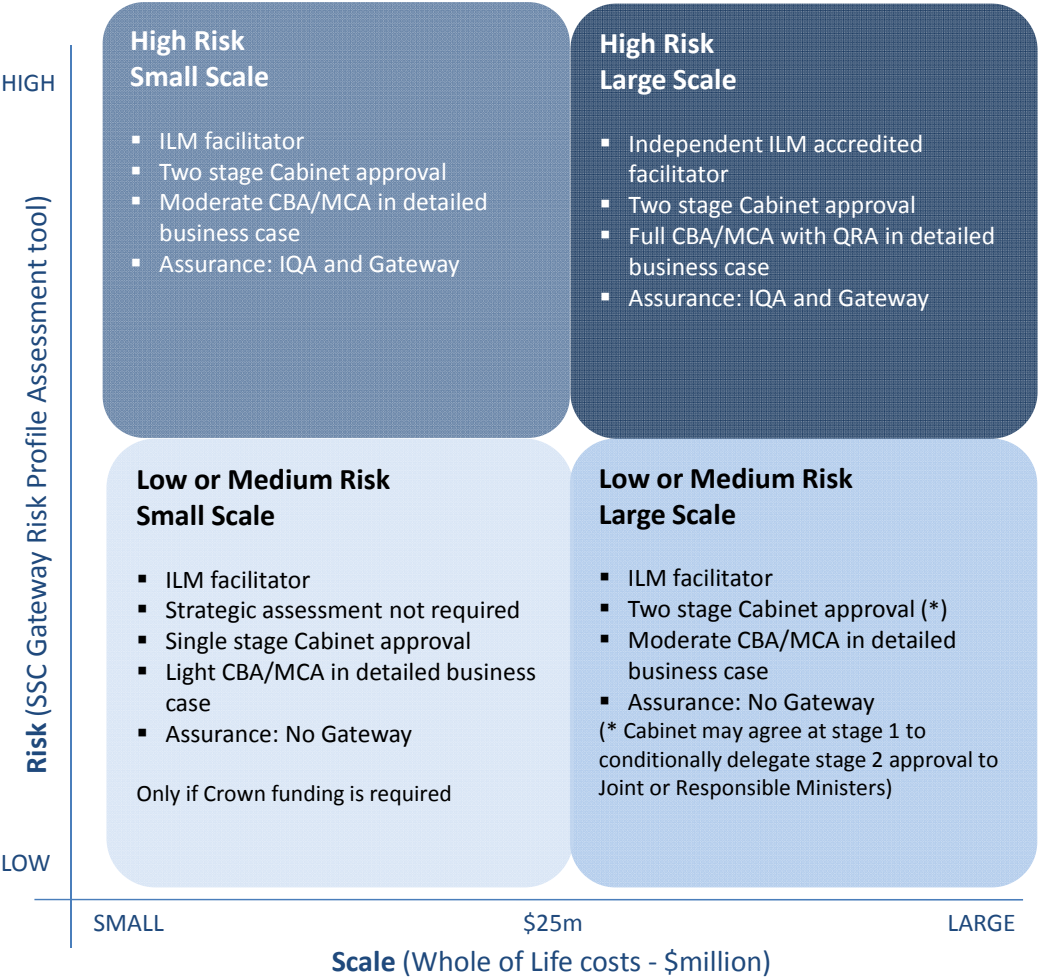 HIGH
Risk (SSC Gateway Risk Profile Assessment tool)
LOW
High Risk
Small Scale
▪ ILM facilitator
▪ Two stage Cabinet approval
▪ Moderate CBA/MCA in detailed
business case
▪ Assurance: IQA and Gateway
High Risk
Large Scale
▪ Independent ILM accredited
facilitator
▪ Two stage Cabinet approval
▪ Full CBA/MCA with QRA in detailed
business case
▪ Assurance: IQA and Gateway
Low or Medium Risk
Small Scale
▪ ILM facilitator
▪ Strategic assessment not required
▪ Single stage Cabinet approval
▪ Light CBA/MCA in detailed business
case
▪ Assurance: No Gateway
Only if Crown funding is required
Low or Medium Risk
Large Scale
▪ ILM facilitator
▪ Two stage Cabinet approval (*)
▪ Moderate CBA/MCA in detailed
business case
▪ Assurance: No Gateway
(* Cabinet may agree at stage 1 to
conditionally delegate stage 2 approval to
Joint or Responsible Ministers)
SMALL
$25m
LARGE
Scale (Whole of Life costs - $million)